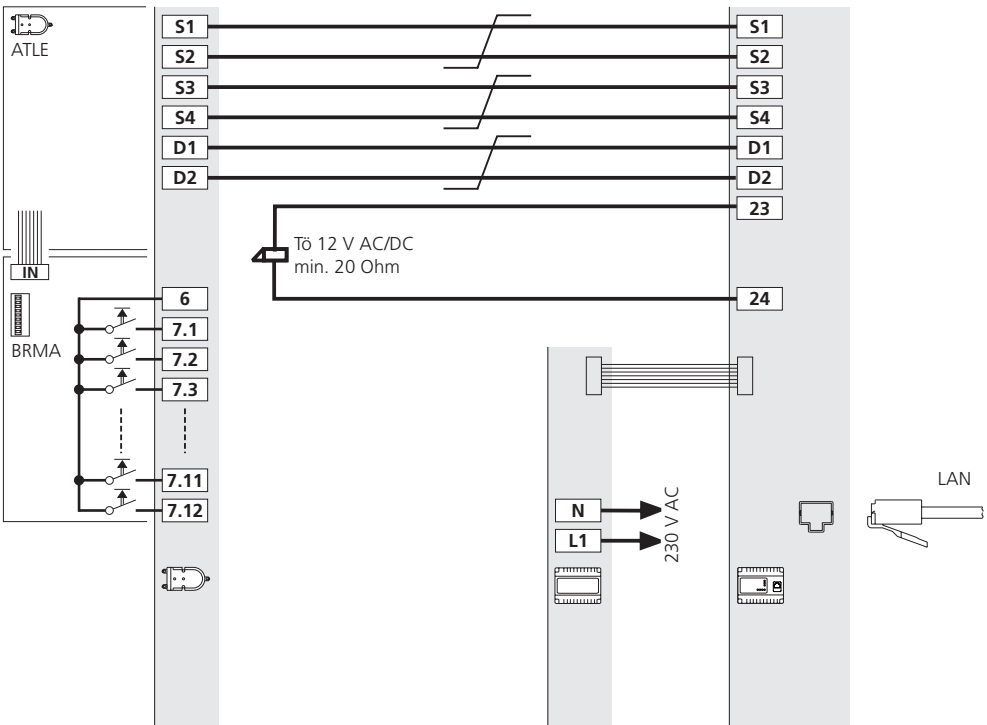 ATLE
S1
S1
S2
S2
S3
S3
S4
S4
D1
D1
D2
D2
23
Tö 12 V AC/DC
min. 20 Ohm
IN
6
24
7.1
BRMA
7.2
7.3
7.11
LAN
7.12
N
L1
230 V AC